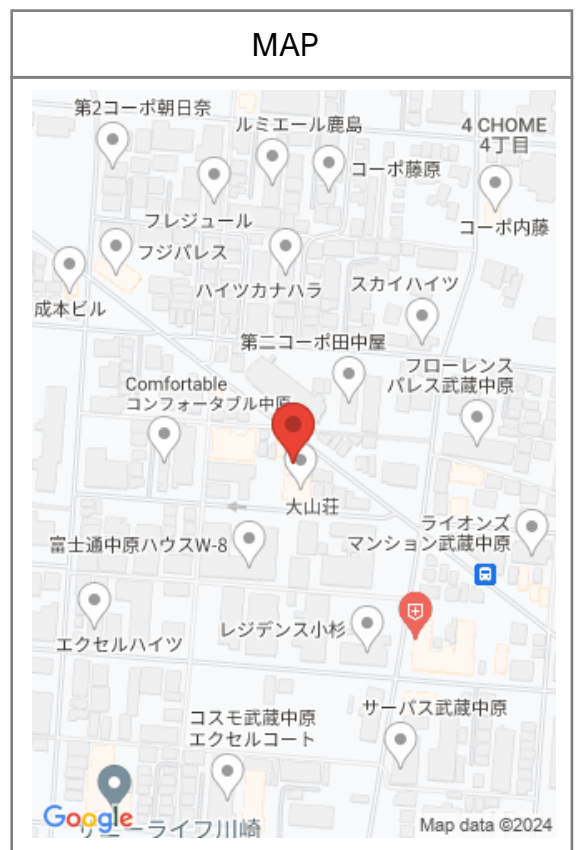 MAP
第2コーポ朝日奈
ルミエール鹿島
4 CHOME
4丁目
コーポ藤原
フレジュール
コーポ内藤
フジパレス
ハイツカナハラ
スカイハイツ
成本ビル
第二コーポ田中屋
フローレンス
パレス武蔵中原
Comfortable
コンフォータブル中原
大山荘
ライオンズ
マンション武蔵中原
富士通中原ハウスW-8
レジデンス小杉
エクセルハイツ
サーパス武蔵中原
コスモ武蔵中原
エクセルコート
Google
サニーライフ川崎
Map data ©2024